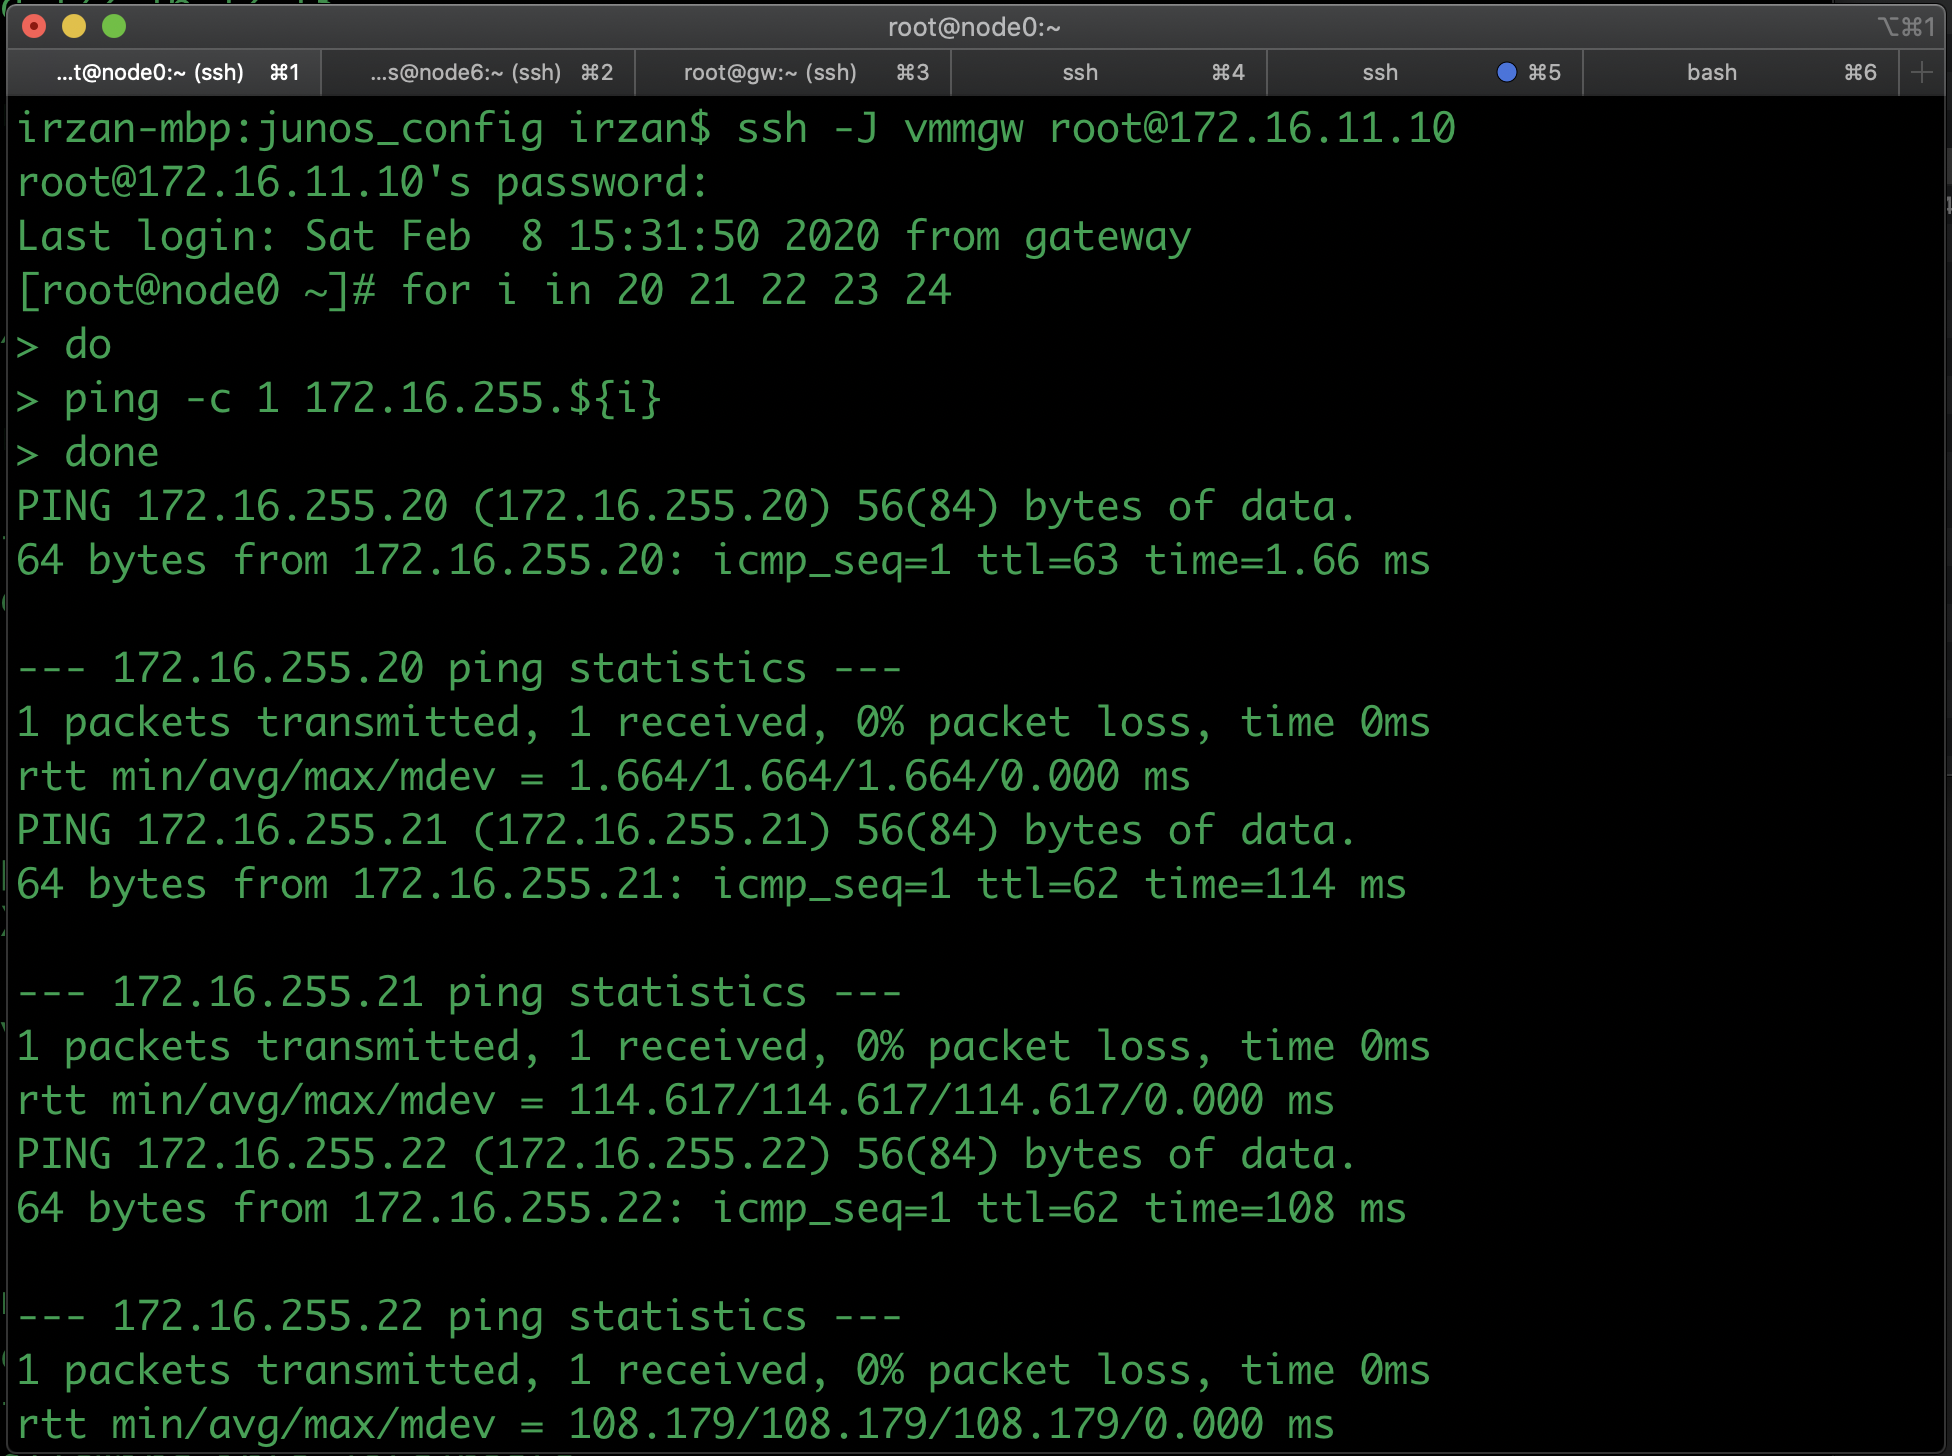 root@node0:~
⌥⌘1
...t@node0:~ (ssh) ⌘1
...s@node6:~ (ssh) ⌘2
root@gw:~ (ssh) ⌘3
ssh ⌘4
ssh ⌘5
bash ⌘6
irzan-mbp:junos_config irzan$ ssh -J vmmgw root@172.16.11.10
root@172.16.11.10's password:
Last login: Sat Feb  8 15:31:50 2020 from gateway
[root@node0 ~]# for i in 20 21 22 23 24
> do
> ping -c 1 172.16.255.${i}
> done
PING 172.16.255.20 (172.16.255.20) 56(84) bytes of data.
64 bytes from 172.16.255.20: icmp_seq=1 ttl=63 time=1.66 ms
--- 172.16.255.20 ping statistics ---
1 packets transmitted, 1 received, 0% packet loss, time 0ms
rtt min/avg/max/mdev = 1.664/1.664/1.664/0.000 ms
PING 172.16.255.21 (172.16.255.21) 56(84) bytes of data.
64 bytes from 172.16.255.21: icmp_seq=1 ttl=62 time=114 ms
--- 172.16.255.21 ping statistics ---
1 packets transmitted, 1 received, 0% packet loss, time 0ms
rtt min/avg/max/mdev = 114.617/114.617/114.617/0.000 ms
PING 172.16.255.22 (172.16.255.22) 56(84) bytes of data.
64 bytes from 172.16.255.22: icmp_seq=1 ttl=62 time=108 ms
--- 172.16.255.22 ping statistics ---
1 packets transmitted, 1 received, 0% packet loss, time 0ms
rtt min/avg/max/mdev = 108.179/108.179/108.179/0.000 ms